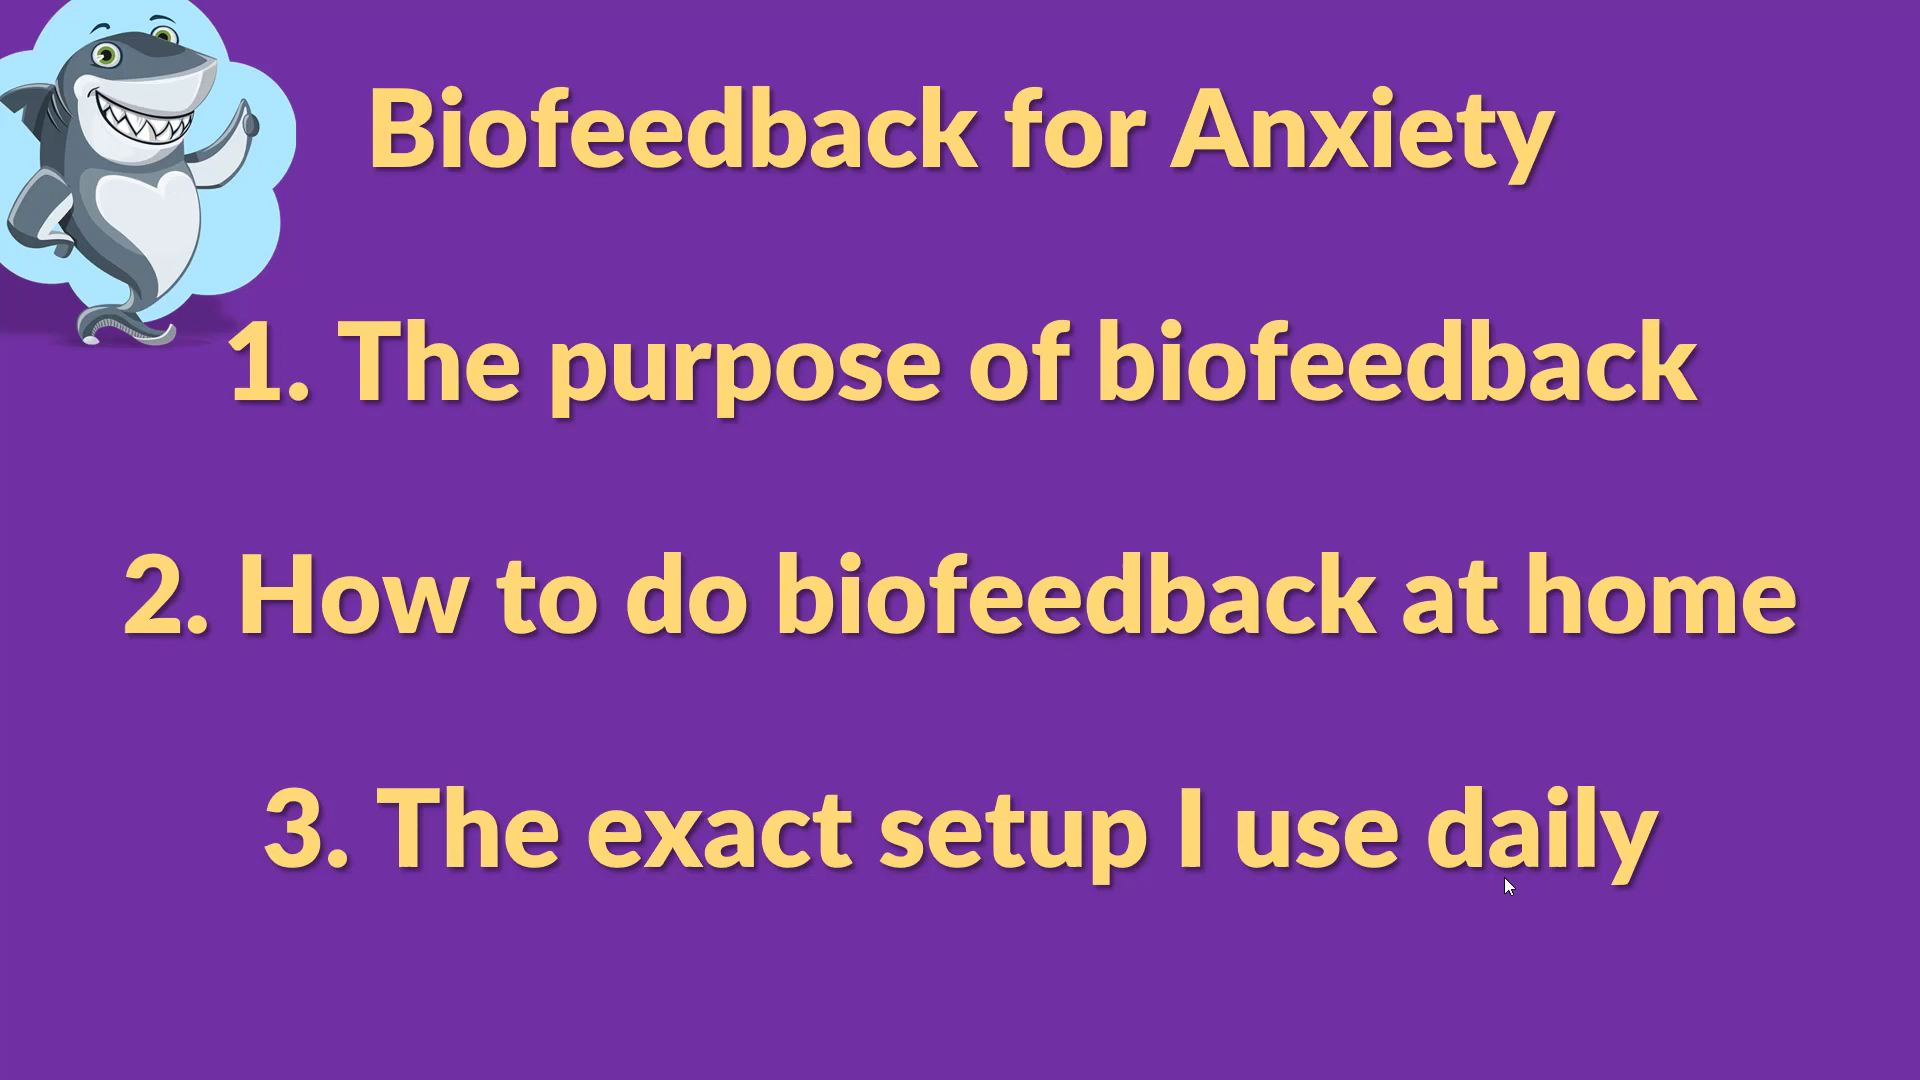 Biofeedback for Anxiety
1. The purpose of biofeedback
2. How to do biofeedback at home
3. The exact setup I use daily